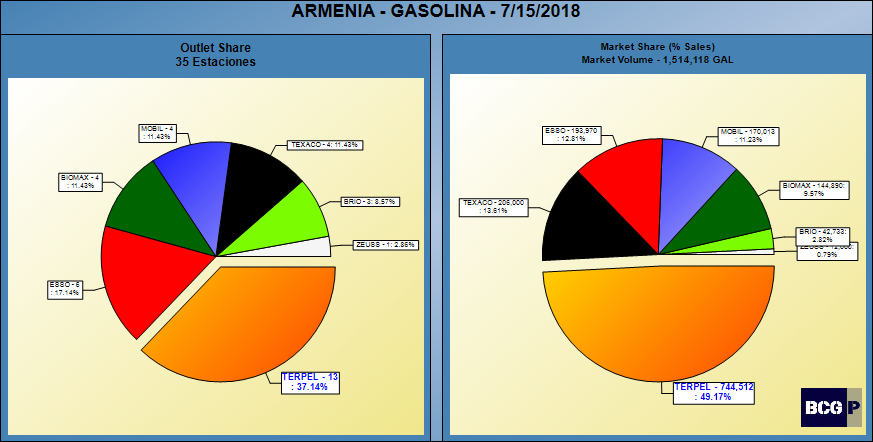 ARMENIA - GASOLINA - 7/15/2018
Outlet Share
35 Estaciones
MOBIL - 4
: 11.43%
TEXACO - 4: 11.43%
BIOMAX - 4
: 11.43%
BRIO - 3: 8.57%
ZEUSS - 1: 2.86%
ESSO - 6
: 17.14%
TERPEL - 13
: 37.14%
Market Share (% Sales)
Market Volume - 1,514,118 GAL
ESSO - 193,970
: 12.81%
MOBIL - 170,013
: 11.23%
BIOMAX - 144,890:
9.57%
TEXACO - 206,000
: 13.61%
BRIO - 42,733:
2.82%
0.79%
TERPEL - 744,512
: 49.17%
BCG P